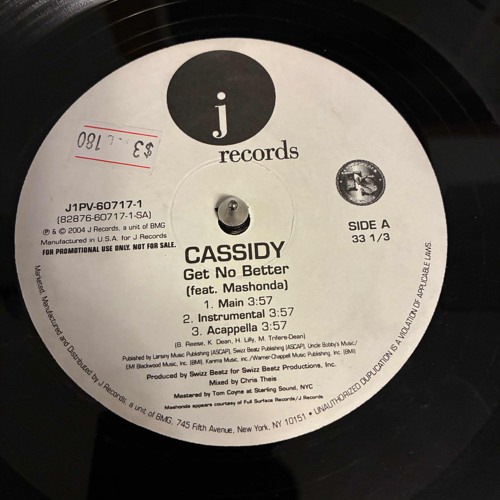 j
records
$3
180
J1PV-60717-1
(82876-60717-1-SA)
℗ & © 2004 J Records, a unit of BMG
Manufactured in U.S.A. for J Records
FOR PROMOTIONAL USE ONLY. NOT FOR SALE.
SIDE A
33 1/3
CASSIDY
Get No Better
(feat. Mashonda)
1. Main 3:57
2. Instrumental 3:57
3. Acappella 3:57
(B. Reese, K. Dean, H. Lilly, M. Tifrere-Dean)
Published by Larsiny Music Publishing (ASCAP), Swizz Beatz Publishing (ASCAP), Uncle Bobby's Music/
EMI Blackwood Music, Inc. (BMI), Karima Music, inc./Warner-Chappell Music Publishing, Inc. (BMI)
Produced by Swizz Beatz for Swizz Beatz Productions, Inc.
Mixed by Chris Theis
Mastered by Tom Coyne at Sterling Sound, NYC
Mashonda appears courtesy of Full Surface Records/J Records
Marketed, Manufactured and Distributed by J Records, a unit of BMG, 745 Fifth Avenue, New York, NY 10151 • UNAUTHORIZED DUPLICATION IS A VIOLATION OF APPLICABLE LAWS.